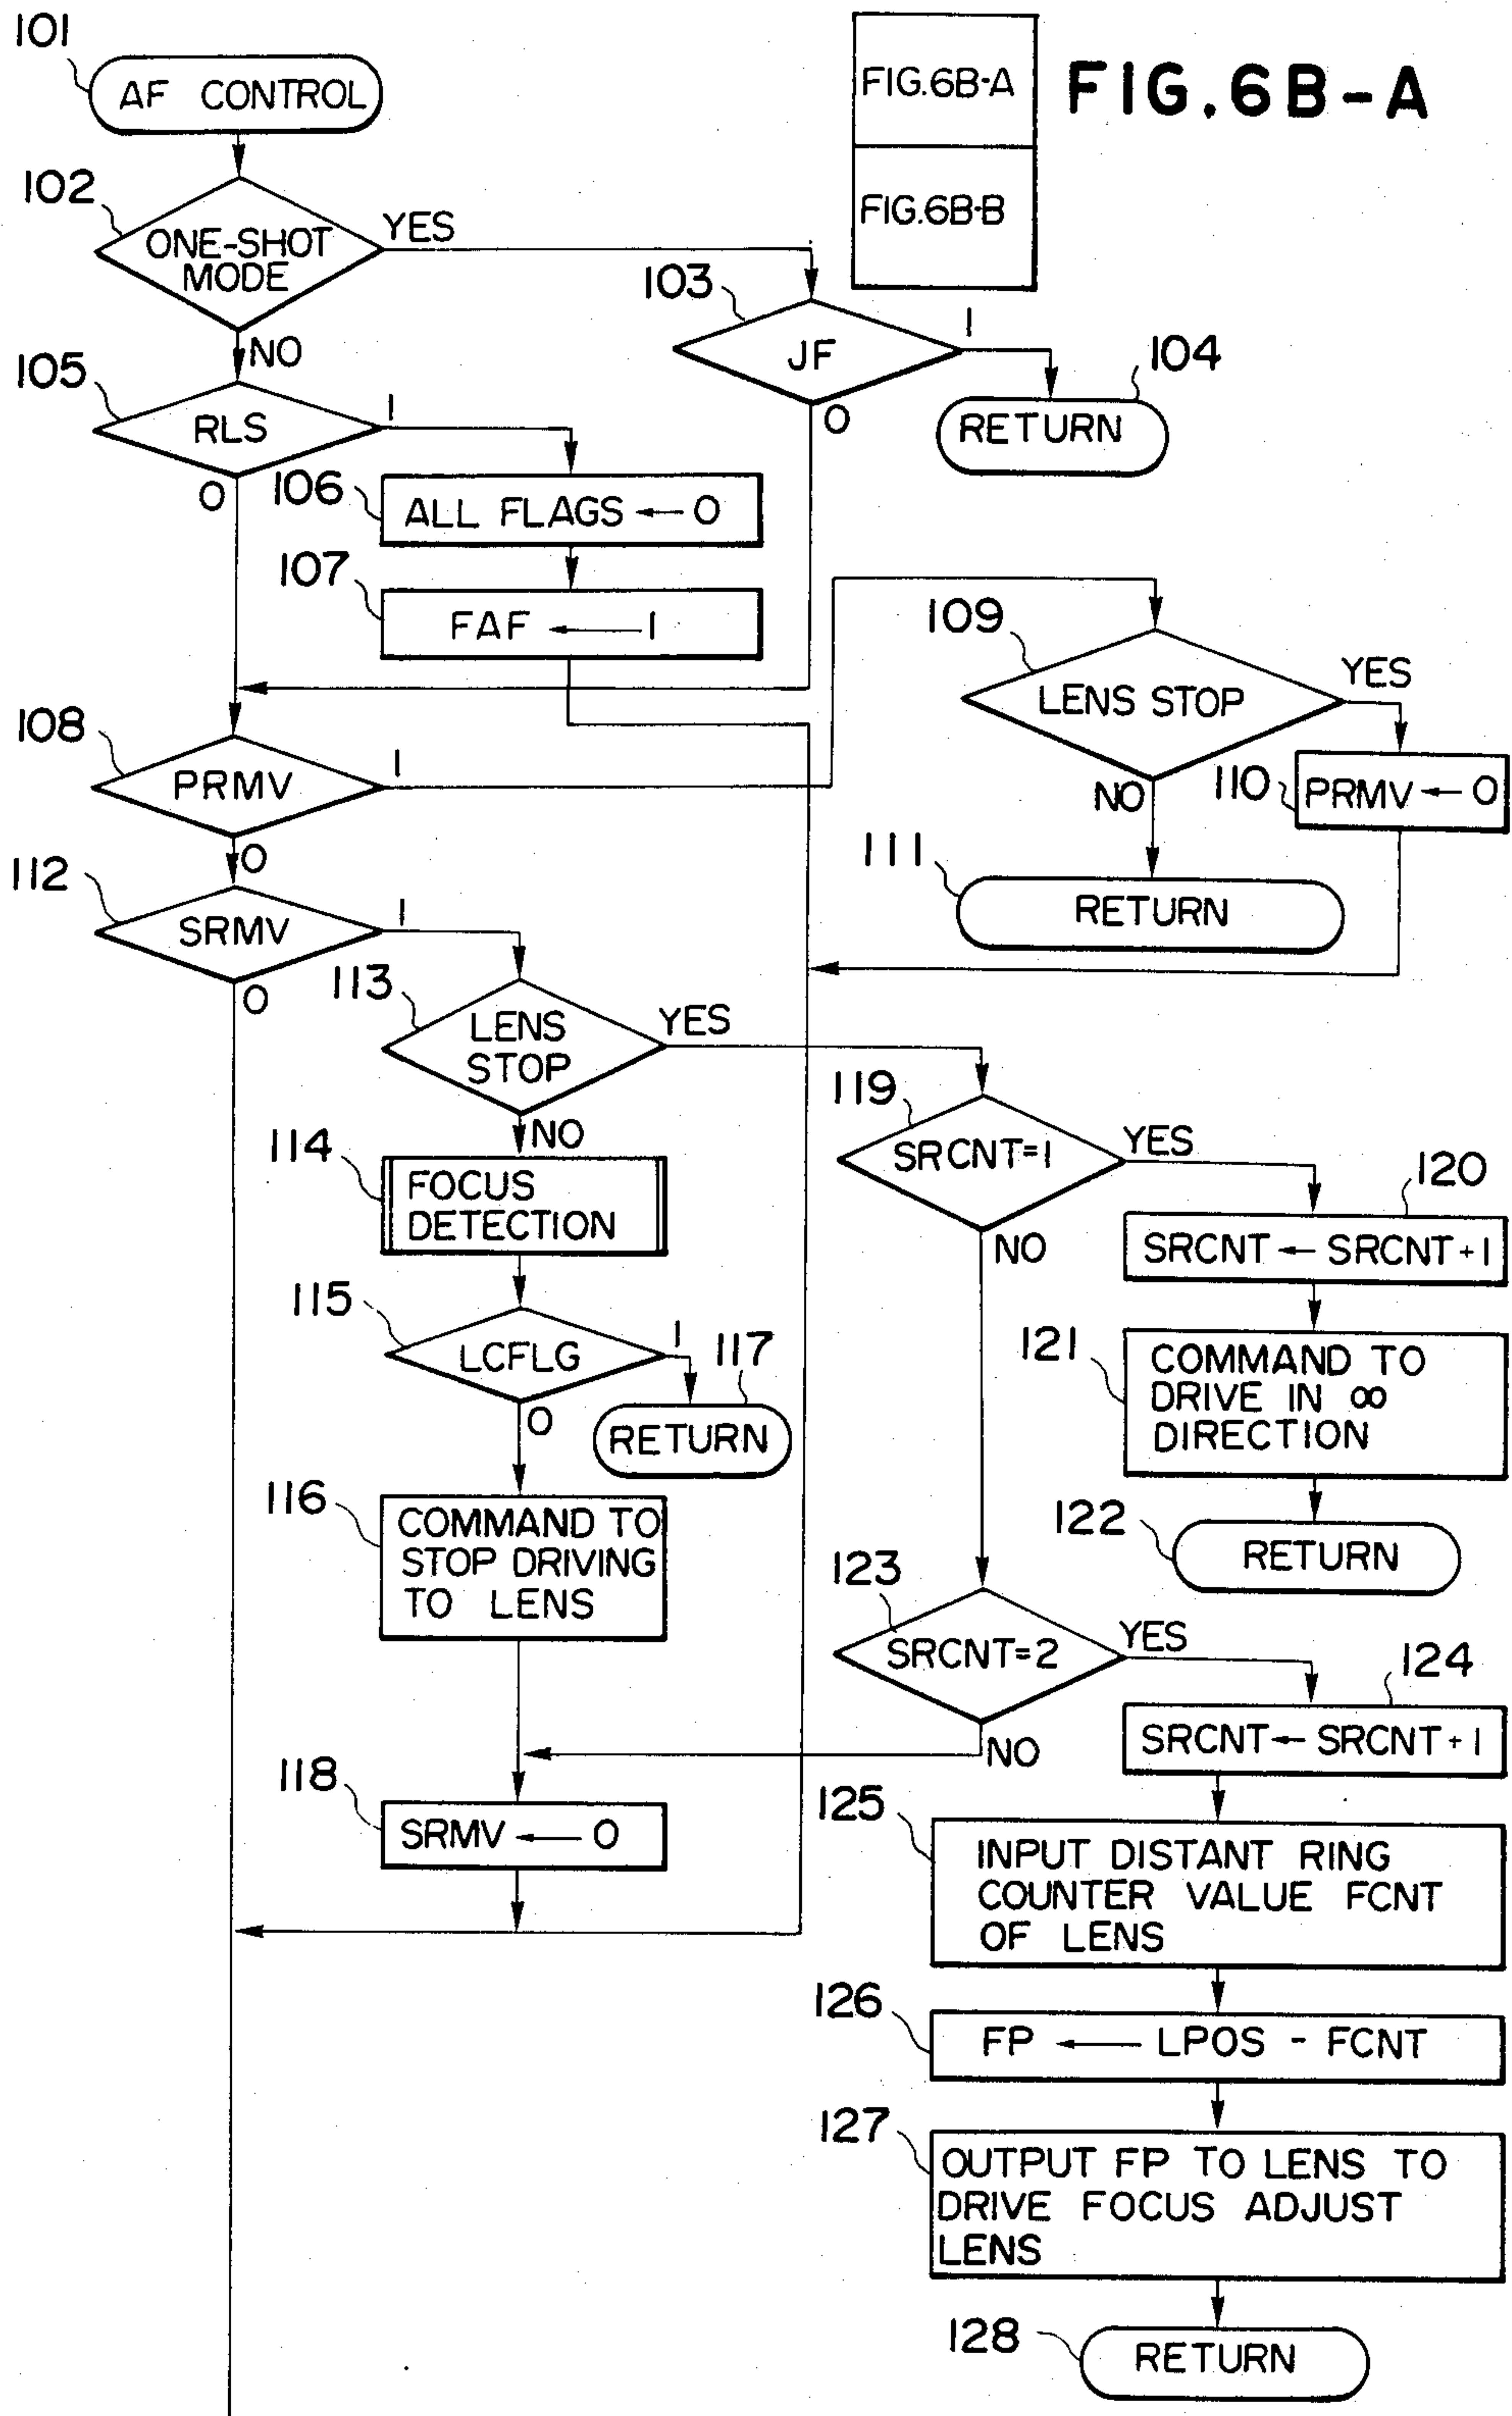 FIG.6B-A
FIG.6B-B
FIG.6B-A
101
AF CONTROL
102
ONE-SHOT
MODE
YES
NO
103
JF
1
0
104
RETURN
105
RLS
1
0
106
ALL FLAGS ← 0
107
FAF ← 1
108
PRMV
1
0
109
LENS STOP
YES
NO
110
PRMV ← 0
111
RETURN
112
SRMV
1
0
113
LENS
STOP
YES
NO
114
FOCUS
DETECTION
115
LCFLG
1
0
117
RETURN
116
COMMAND TO
STOP DRIVING
TO LENS
118
SRMV ← 0
119
SRCNT=1
YES
NO
120
SRCNT ← SRCNT+1
121
COMMAND TO
DRIVE IN ∞
DIRECTION
122
RETURN
123
SRCNT=2
YES
NO
124
SRCNT ← SRCNT+1
125
INPUT DISTANT RING
COUNTER VALUE FCNT
OF LENS
126
FP ← LPOS - FCNT
127
OUTPUT FP TO LENS TO
DRIVE FOCUS ADJUST
LENS
128
RETURN